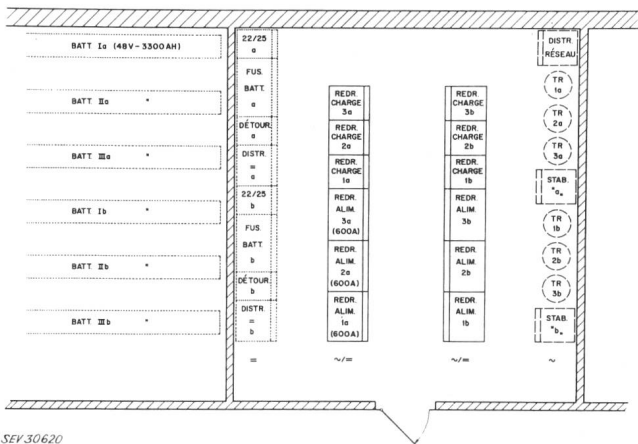 BATT. Ia (48V-3300AH)
BATT. IIa "
BATT. IIIa "
BATT. Ib "
BATT. IIb "
BATT. IIIb "
22/25
a
FUS.
BATT.
a
DÉTOUR.
a
DISTR.
=
a
22/25
b
FUS.
BATT.
b
DÉTOUR.
b
DISTR.
=
b
=
REDR.
CHARGE
3a
REDR.
CHARGE
2a
REDR.
CHARGE
1a
REDR.
ALIM.
3a
(600A)
REDR.
ALIM.
2a
(600A)
REDR.
ALIM.
1a
(600A)
~/=
REDR.
CHARGE
3b
REDR.
CHARGE
2b
REDR.
CHARGE
1b
REDR.
ALIM.
3b
REDR.
ALIM.
2b
REDR.
ALIM.
1b
~/=
DISTR.
RÉSEAU
TR
1a
TR
2a
TR
3a
STAB.
"a"
TR
1b
TR
2b
TR
3b
STAB.
"b"
~
SEV 30620